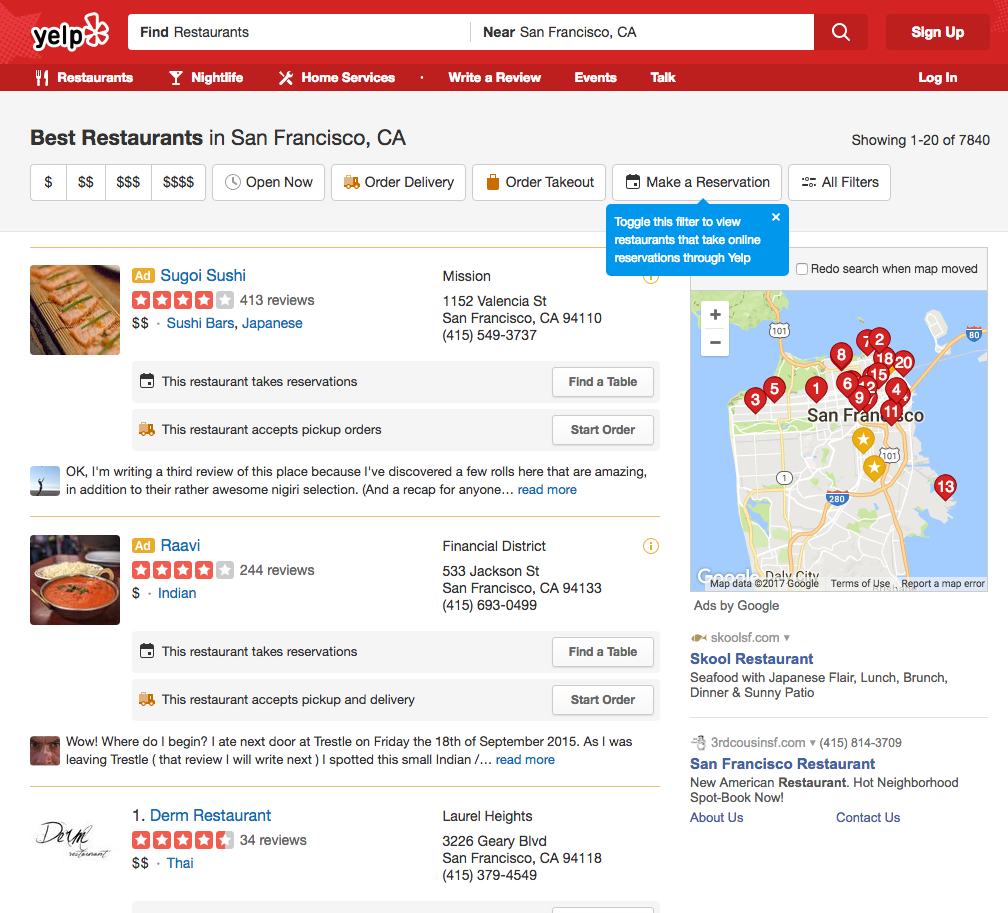 yelp
Find Restaurants
Near San Francisco, CA
Sign Up
Restaurants
Nightlife
Home Services
·
Write a Review
Events
Talk
Log In
Best Restaurants in San Francisco, CA
Showing 1-20 of 7840
$
$$
$$$
$$$$
Open Now
Order Delivery
Order Takeout
Make a Reservation
All Filters
Toggle this filter to view
restaurants that take online
reservations through Yelp
×
Ad Sugoi Sushi
413 reviews
$$ · Sushi Bars, Japanese
Mission
1152 Valencia St
San Francisco, CA 94110
(415) 549-3737
This restaurant takes reservations
Find a Table
This restaurant accepts pickup orders
Start Order
OK, I'm writing a third review of this place because I've discovered a few rolls here that are amazing,
in addition to their rather awesome nigiri selection. (And a recap for anyone… read more
Ad Raavi
244 reviews
$ · Indian
Financial District
533 Jackson St
San Francisco, CA 94133
(415) 693-0499
This restaurant takes reservations
Find a Table
This restaurant accepts pickup and delivery
Start Order
Wow! Where do I begin? I ate next door at Trestle on Friday the 18th of September 2015. As I was
leaving Trestle ( that review I will write next ) I spotted this small Indian /… read more
Derm
restaurant
1. Derm Restaurant
34 reviews
$$ · Thai
Laurel Heights
3226 Geary Blvd
San Francisco, CA 94118
(415) 379-4549
Redo search when map moved
+
−
101
80
7
2
8
18
20
15
6
12
4
5
1
3
9
7
11
San Francisco
101
1
280
13
Google
Daly City
Map data ©2017 Google
Terms of Use
Report a map error
Ads by Google
skoolsf.com
Skool Restaurant
Seafood with Japanese Flair, Lunch, Brunch,
Dinner & Sunny Patio
3rdcousinsf.com (415) 814-3709
San Francisco Restaurant
New American Restaurant. Hot Neighborhood
Spot-Book Now!
About Us
Contact Us